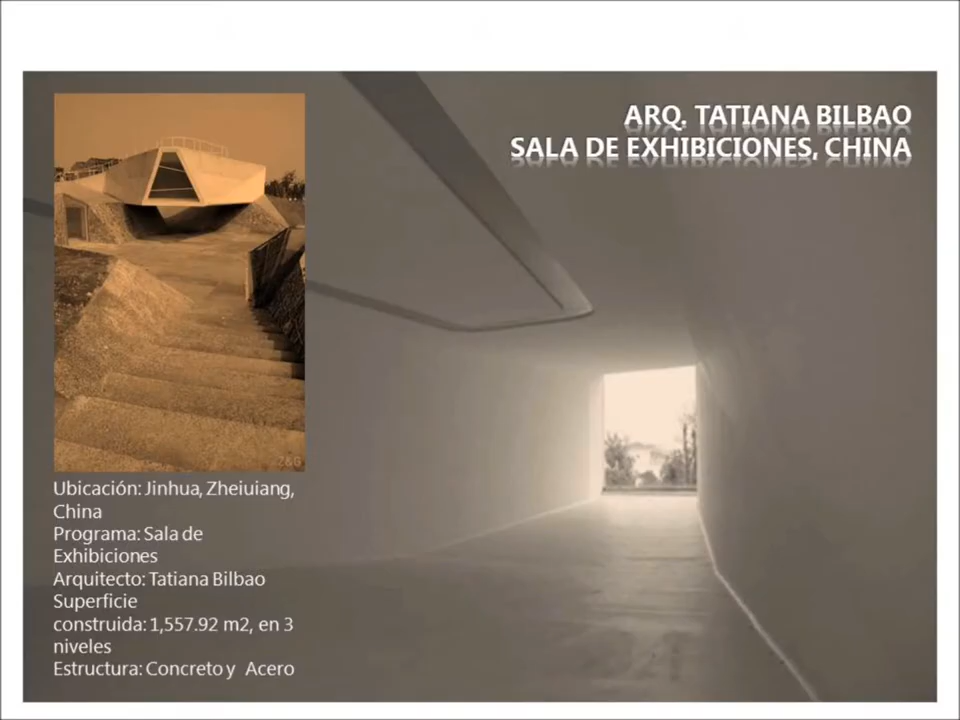 ARQ. TATIANA BILBAO
SALA DE EXHIBICIONES, CHINA
Ubicación: Jinhua, Zheiuiang,
China
Programa: Sala de
Exhibiciones
Arquitecto: Tatiana Bilbao
Superficie
construida: 1,557.92 m2, en 3
niveles
Estructura: Concreto y Acero